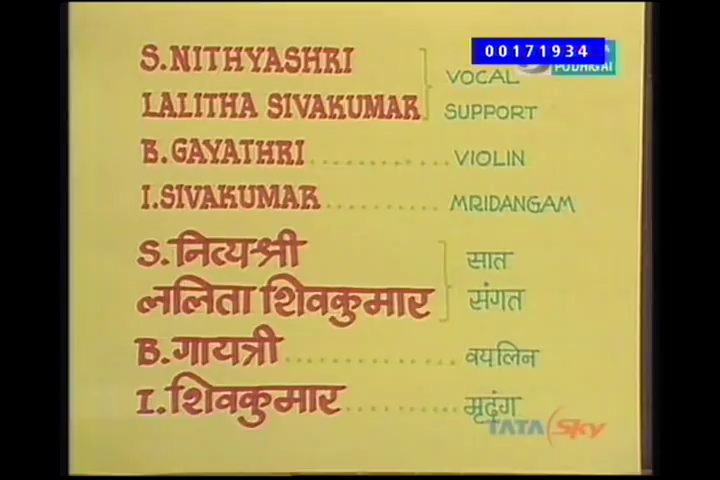 00171934
PODHIGAI
S.NITHYASHRI
VOCAL
LALITHA SIVAKUMAR
SUPPORT
B.GAYATHRI .............. VIOLIN
I.SIVAKUMAR ........... MRIDANGAM
S.नित्यश्री
सात
ललिता शिवकुमार
संगत
B.गायत्री .............. वयलिन
I.शिवकुमार ......... मृदंग
TATA Sky